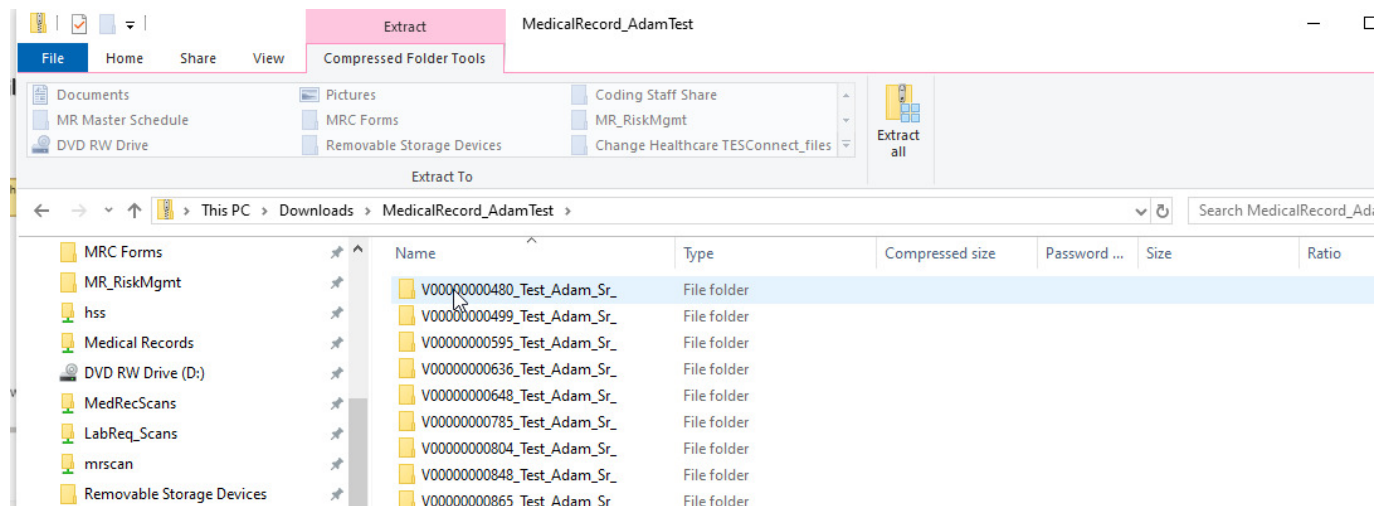 Extract MedicalRecord_AdamTest
File Home Share View Compressed Folder Tools
Documents Pictures Coding Staff Share
MR Master Schedule MRC Forms MR_RiskMgmt
DVD RW Drive Removable Storage Devices Change Healthcare TESConnect_files
Extract
all
Extract To
This PC > Downloads > MedicalRecord_AdamTest > Search MedicalRecord_Ada
Name Type Compressed size Password ... Size Ratio
MRC Forms
MR_RiskMgmt
hss
Medical Records
DVD RW Drive (D:)
MedRecScans
LabReq_Scans
mrscan
Removable Storage Devices
V00000000480_Test_Adam_Sr_ File folder
V00000000499_Test_Adam_Sr_ File folder
V00000000595_Test_Adam_Sr_ File folder
V00000000636_Test_Adam_Sr_ File folder
V00000000648_Test_Adam_Sr_ File folder
V00000000785_Test_Adam_Sr_ File folder
V00000000804_Test_Adam_Sr_ File folder
V00000000848_Test_Adam_Sr_ File folder
V00000000865_Test_Adam_Sr_ File folder